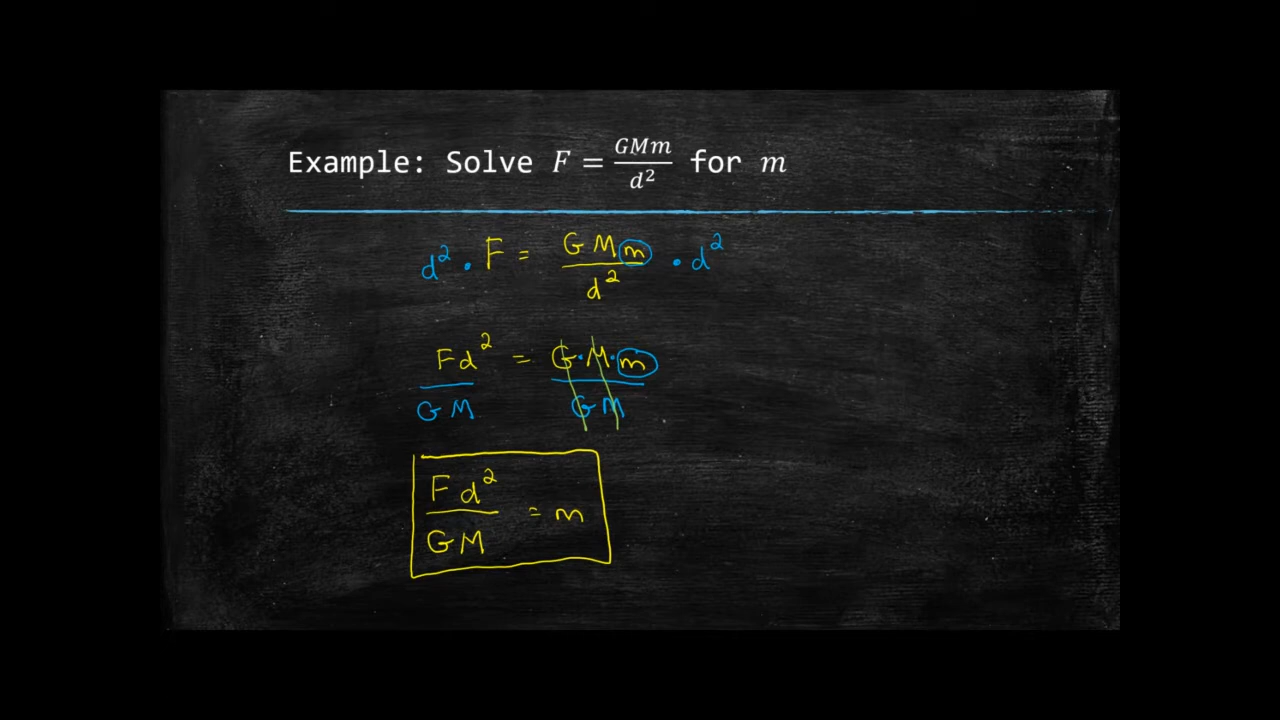 Example: Solve F = GMm/d² for m
d² · F = GMm/d² · d²
Fd²/GM = G·M·m/GM
Fd²/GM = m